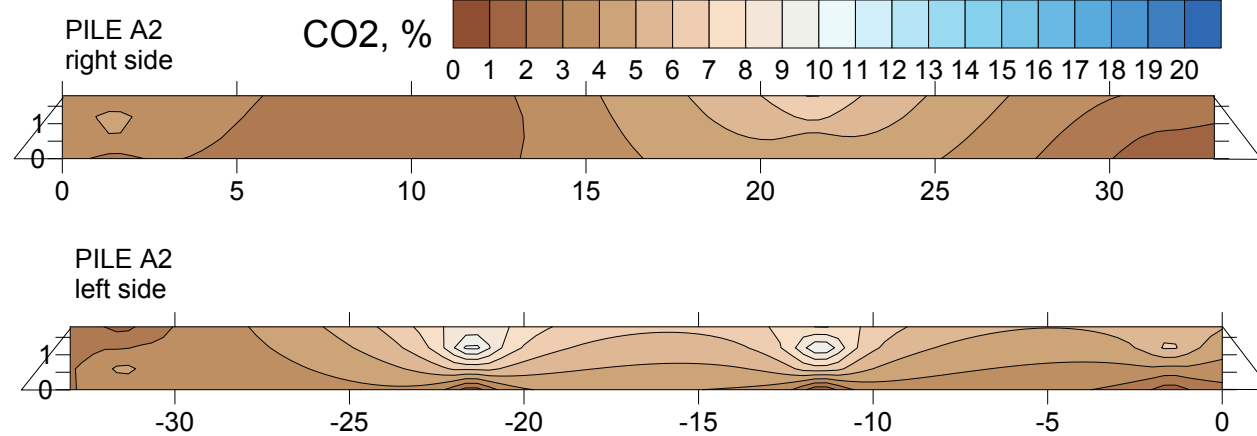 PILE A2
right side
CO2, %
0 1 2 3 4 5 6 7 8 9 10 11 12 13 14 15 16 17 18 19 20
1
0
0 5 10 15 20 25 30
PILE A2
left side
1
0
-30 -25 -20 -15 -10 -5 0